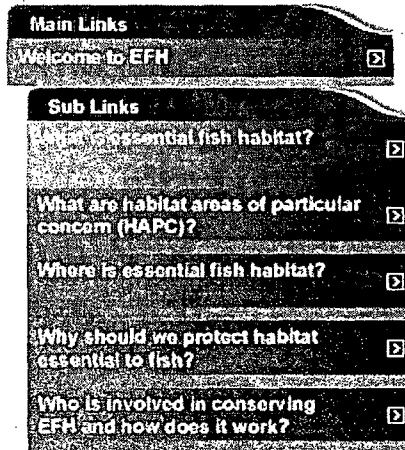 Main Links
Welcome to EFH
Sub Links
is essential fish habitat?
What are habitat areas of particular
concern (HAPC)?
Where is essential fish habitat?
Why should we protect habitat
essential to fish?
Who is involved in conserving
EFH and how does it work?